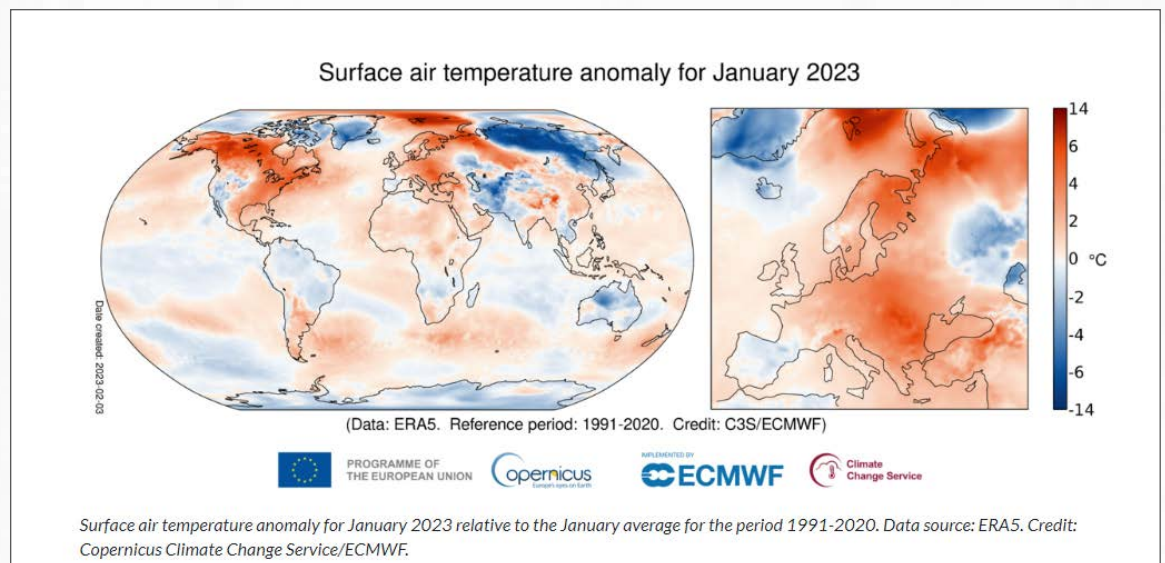 Surface air temperature anomaly for January 2023
14
6
4
2
0 °C
-2
-4
-6
-14
Date created: 2023-02-03
(Data: ERA5. Reference period: 1991-2020. Credit: C3S/ECMWF)
PROGRAMME OF
THE EUROPEAN UNION
Copernicus
Europe's eyes on Earth
IMPLEMENTED BY
ECMWF
Climate
Change Service
Surface air temperature anomaly for January 2023 relative to the January average for the period 1991-2020. Data source: ERA5. Credit:
Copernicus Climate Change Service/ECMWF.